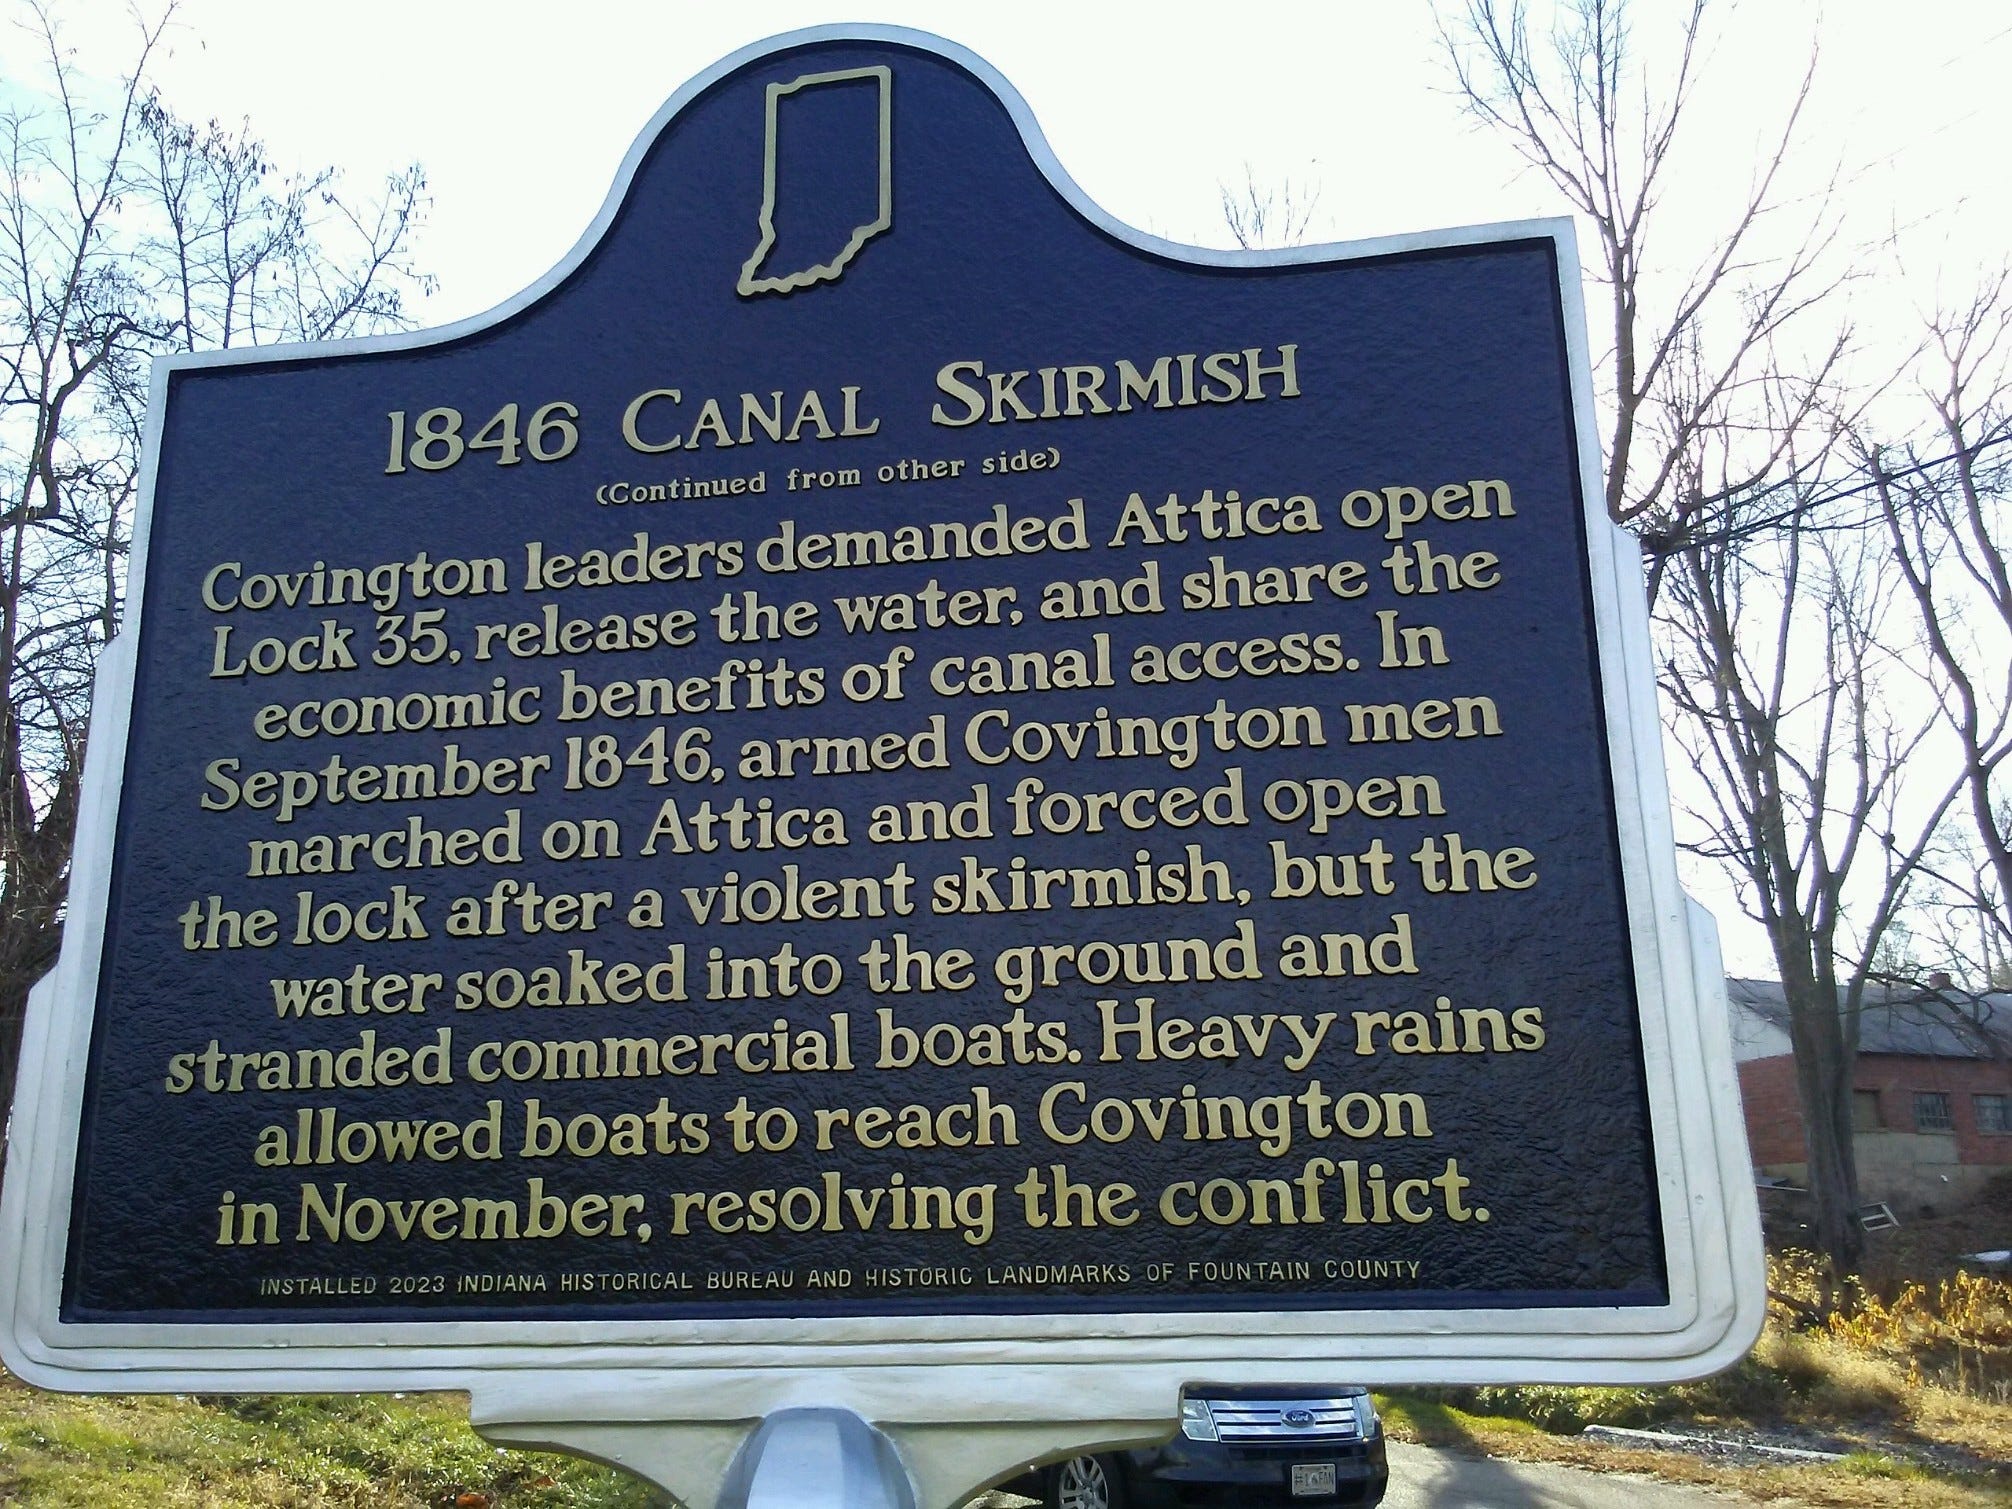 1846 CANAL SKIRMISH
(Continued from other side)
Covington leaders demanded Attica open
Lock 35, release the water, and share the
economic benefits of canal access. In
September 1846, armed Covington men
marched on Attica and forced open
the lock after a violent skirmish, but the
water soaked into the ground and
stranded commercial boats. Heavy rains
allowed boats to reach Covington
in November, resolving the conflict.
INSTALLED 2023 INDIANA HISTORICAL BUREAU AND HISTORIC LANDMARKS OF FOUNTAIN COUNTY
Ford